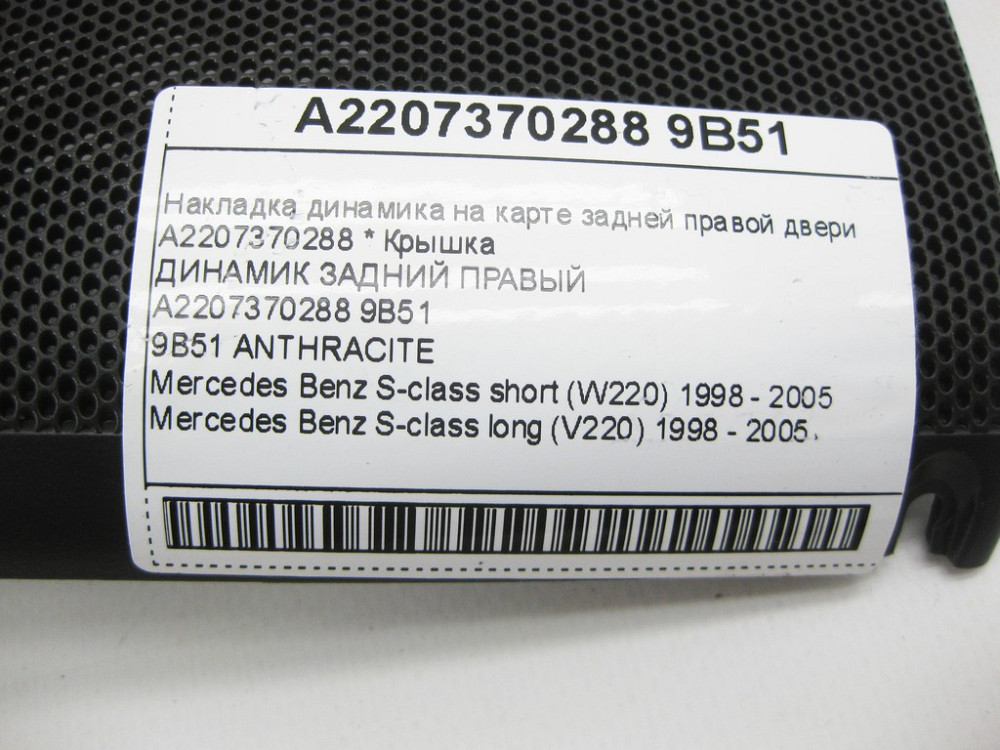 A2207370288 9B51
Накладка динамика на карте задней правой двери
A2207370288 * Крышка
ДИНАМИК ЗАДНИЙ ПРАВЫЙ
A2207370288 9B51
9B51 ANTHRACITE
Mercedes Benz S-class short (W220) 1998 - 2005
Mercedes Benz S-class long (V220) 1998 - 2005.